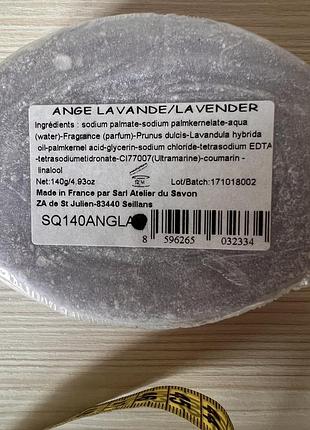 ANGE LAVANDE/LAVENDER
Ingrédients : sodium palmate-sodium palmkernelate-aqua
(water)-Fragrance (parfum)-Prunus dulcis-Lavandula hybrida
oil-palmkernel acid-glycerin-sodium chloride-tetrasodium EDTA
-tetrasodiumetidronate-CI77007(Ultramarine)-coumarin -
linalool
Net:140g/4,93oz
12 M
Lot/Batch:171018002
Made in France par Sarl Atelier du Savon
ZA de St Julien-83440 Seillans
SQ140ANGLA
8 596265 032334